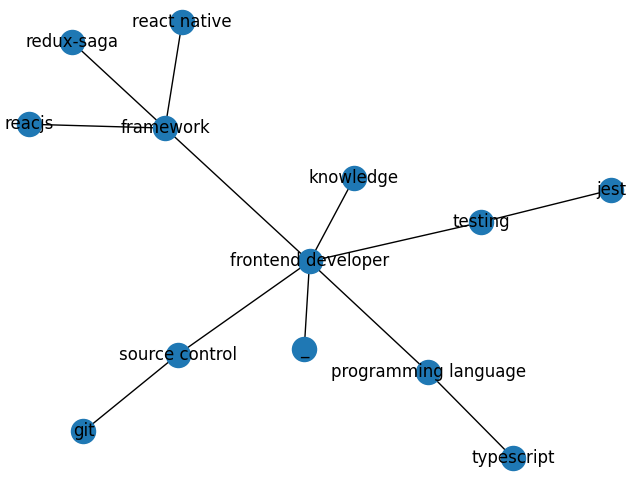 react native
redux-saga
reacjs
framework
knowledge
jest
testing
frontend developer
_
source control
programming language
git
typescript